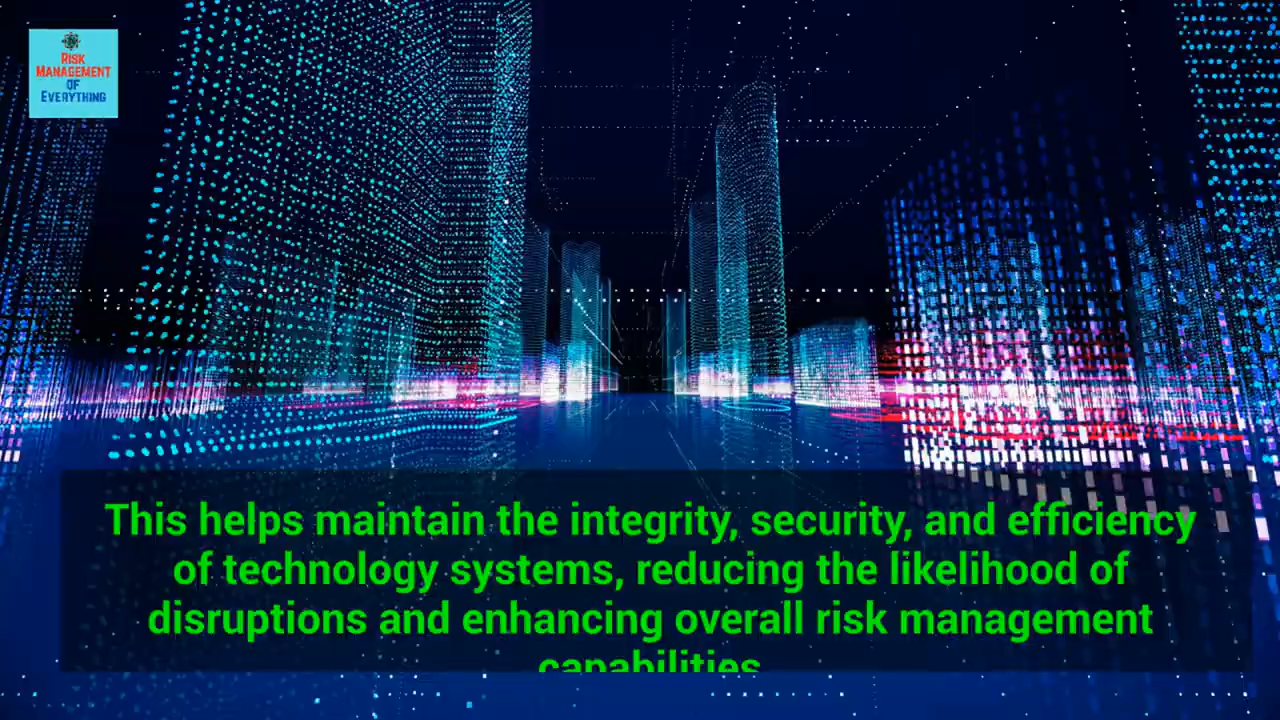 RISK
MANAGEMENT
OF
EVERYTHING
This helps maintain the integrity, security, and efficiency
of technology systems, reducing the likelihood of
disruptions and enhancing overall risk management
capabilities